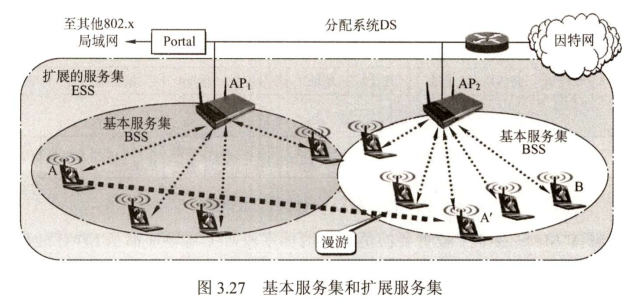 至其他802.x
局域网
Portal
分配系统DS
因特网
扩展的服务集
ESS
AP₁
AP₂
基本服务集
BSS
基本服务集
BSS
A
B
A′
漫游
图 3.27 基本服务集和扩展服务集